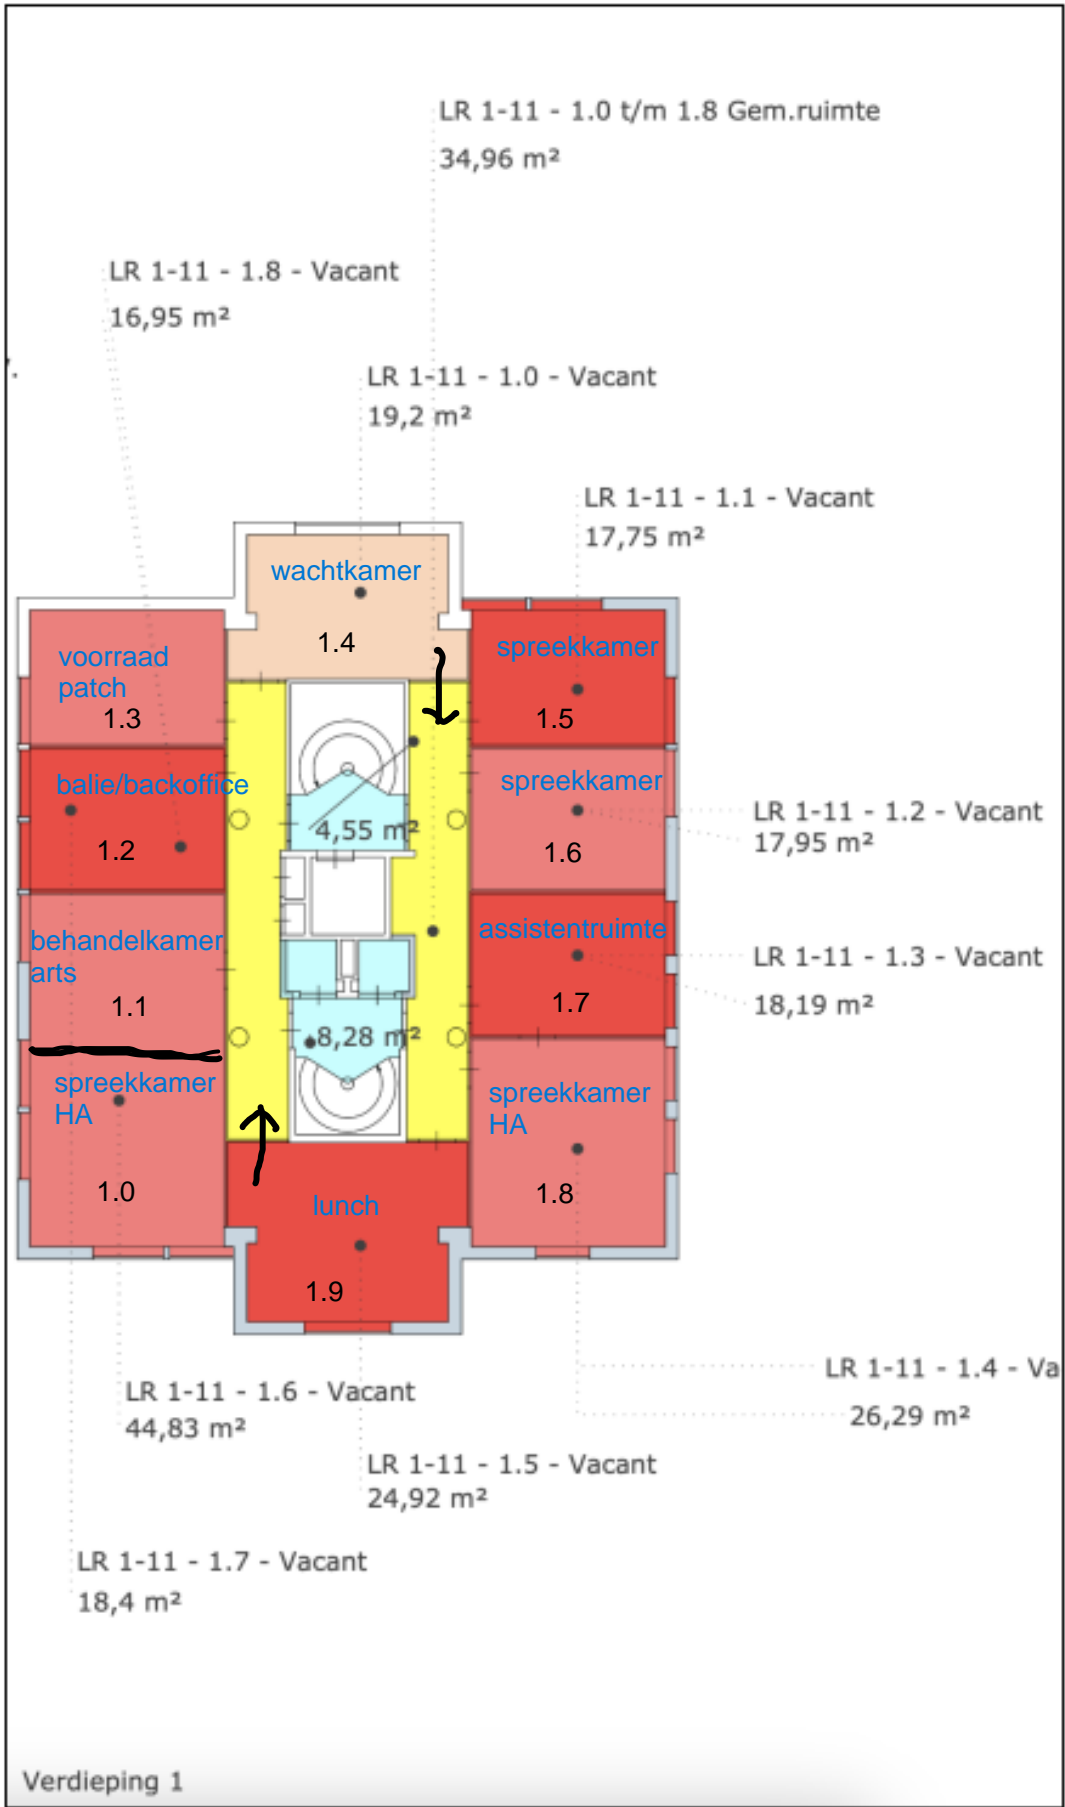 LR 1-11 - 1.0 t/m 1.8 Gem.ruimte
34,96 m²
LR 1-11 - 1.8 - Vacant
16,95 m²
LR 1-11 - 1.0 - Vacant
19,2 m²
LR 1-11 - 1.1 - Vacant
17,75 m²
wachtkamer
1.4
voorraad
patch
1.3
spreekkamer
1.5
balie/backoffice
1.2
4,55 m²
spreekkamer
1.6
LR 1-11 - 1.2 - Vacant
17,95 m²
behandelkamer
arts
1.1
assistentruimte
1.7
LR 1-11 - 1.3 - Vacant
18,19 m²
8,28 m²
spreekkamer
HA
1.0
spreekkamer
HA
1.8
lunch
1.9
LR 1-11 - 1.4 - Va
26,29 m²
LR 1-11 - 1.6 - Vacant
44,83 m²
LR 1-11 - 1.5 - Vacant
24,92 m²
LR 1-11 - 1.7 - Vacant
18,4 m²
Verdieping 1